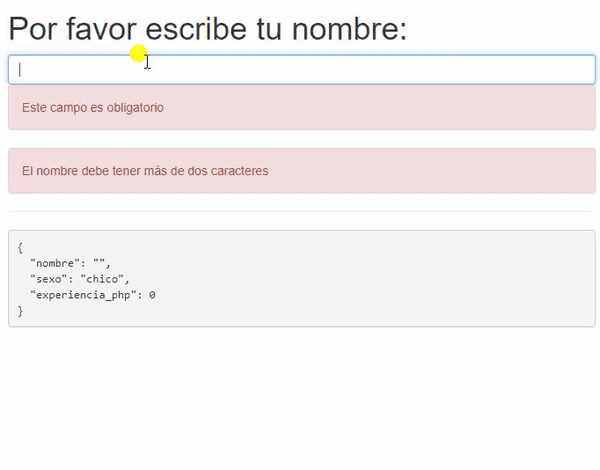 Por favor escribe tu nombre:
Este campo es obligatorio
El nombre debe tener más de dos caracteres
{
  "nombre": "",
  "sexo": "chico",
  "experiencia_php": 0
}